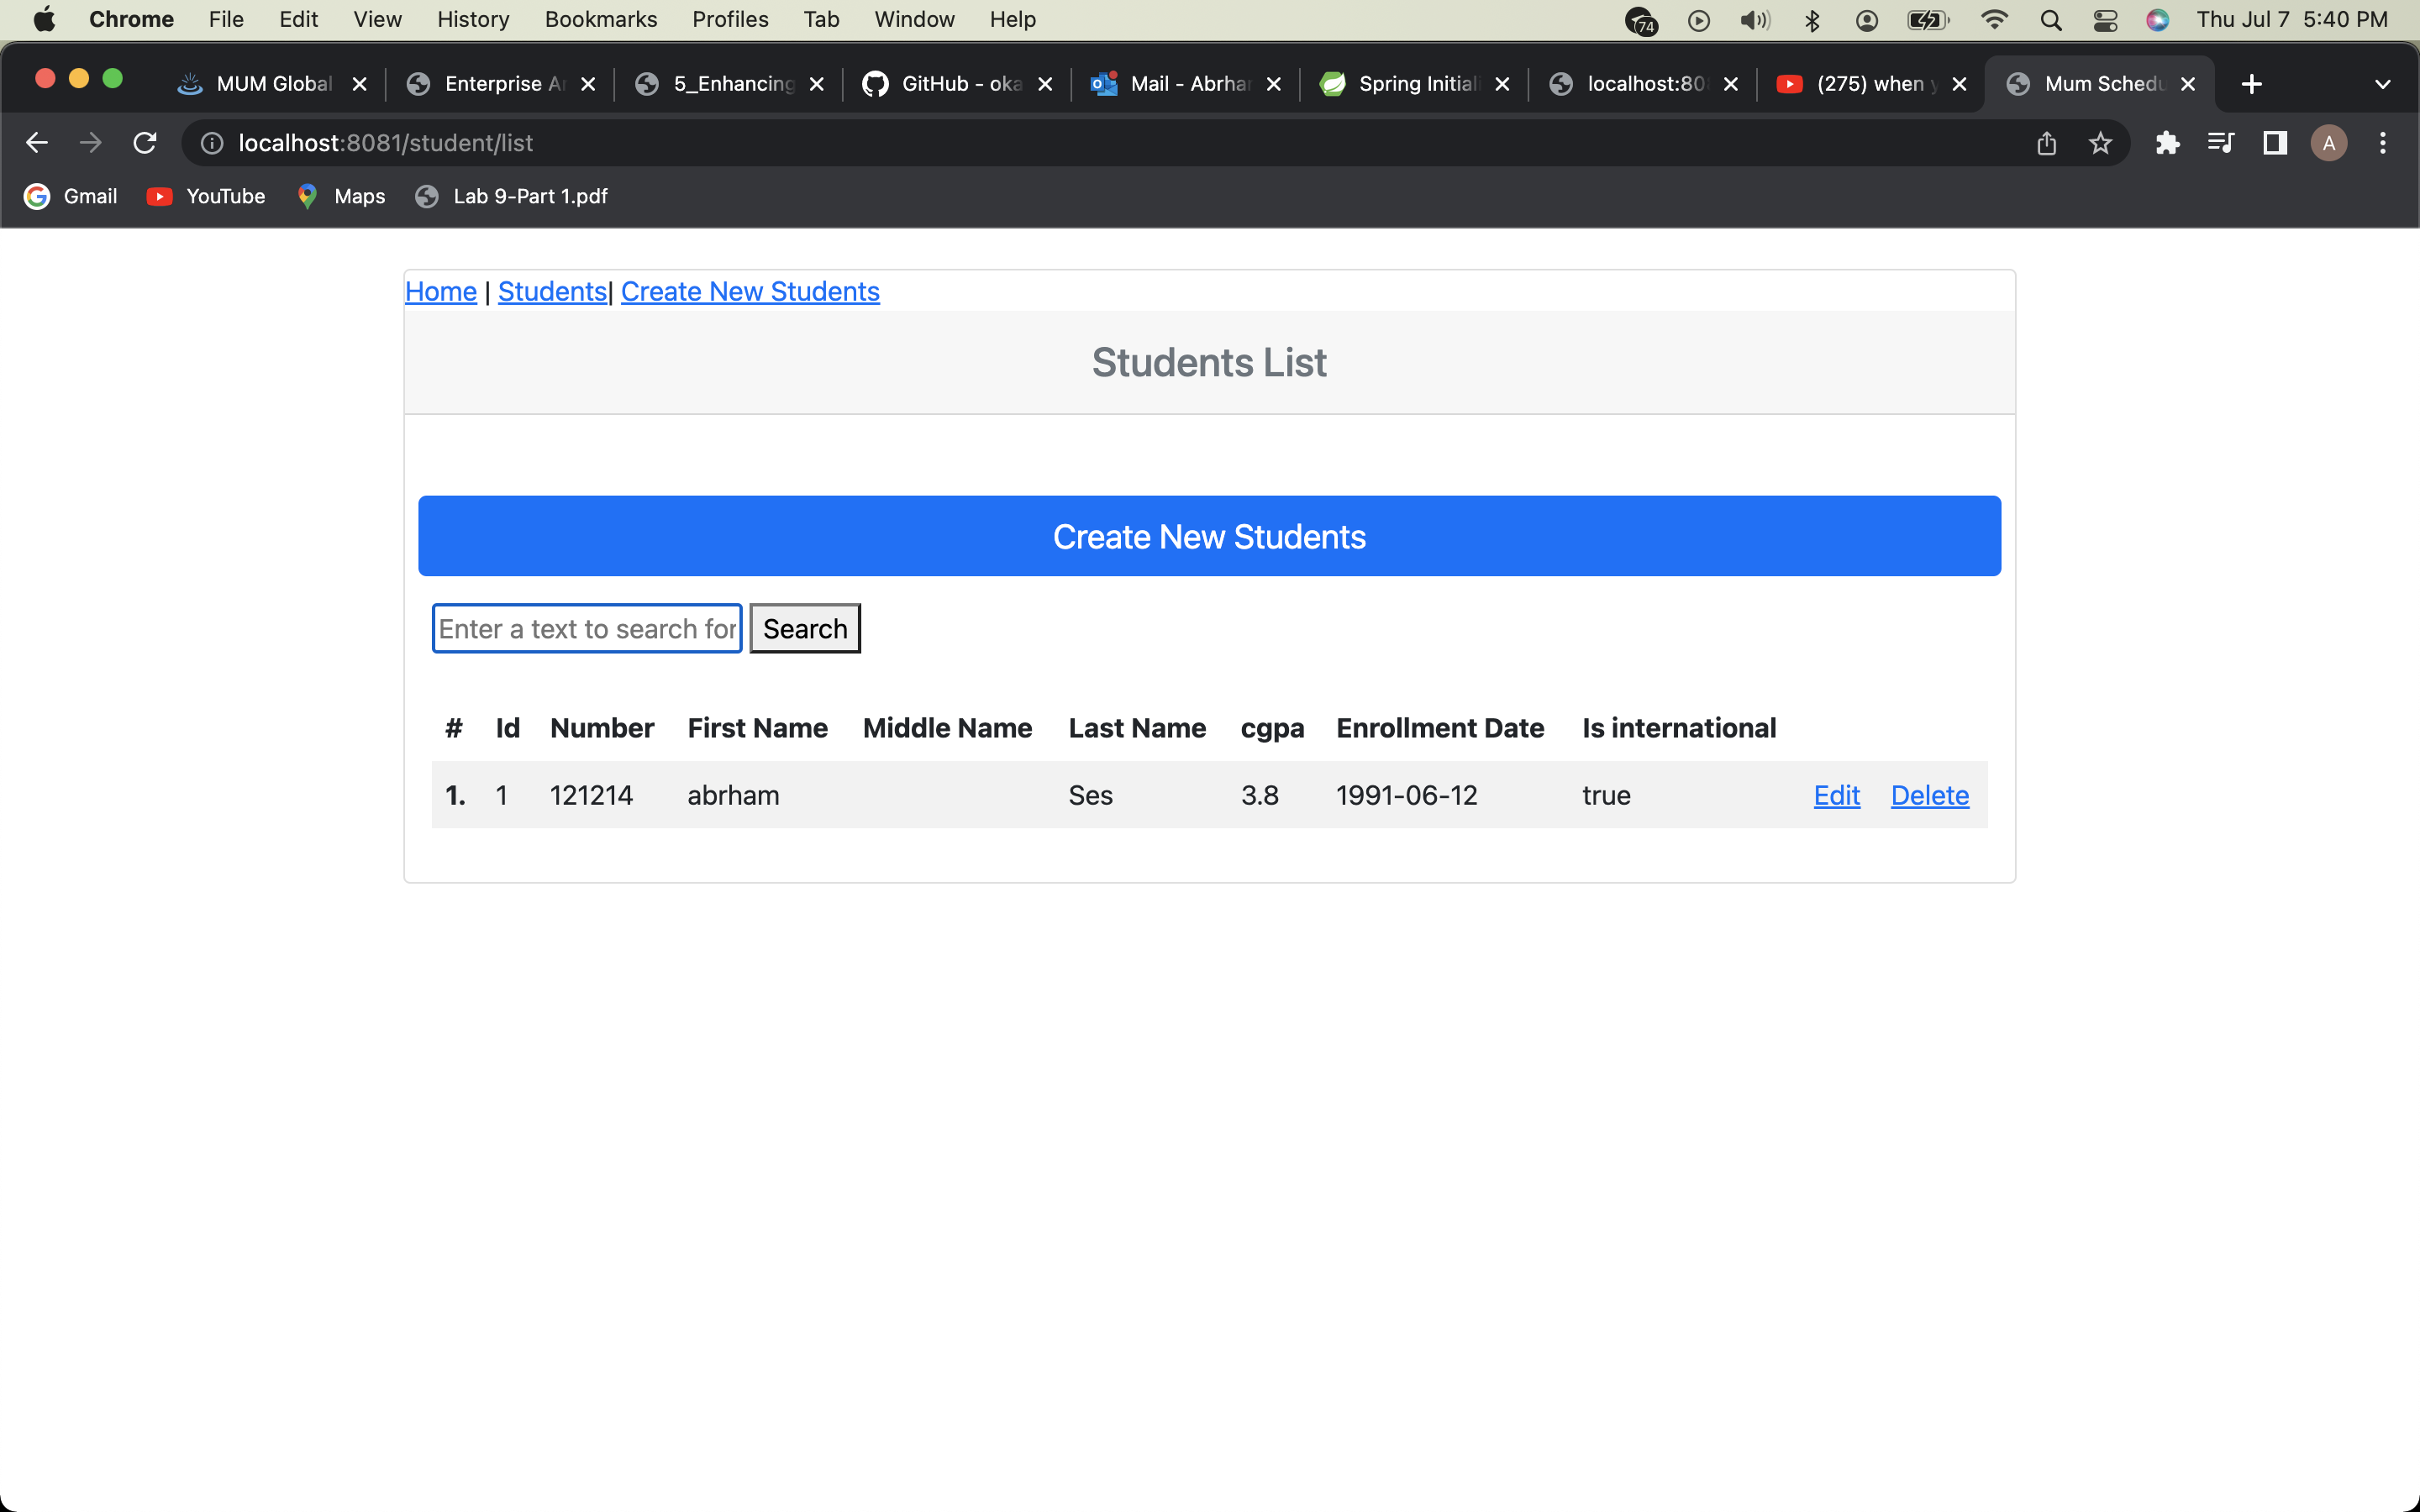 Chrome File Edit View History Bookmarks Profiles Tab Window Help 74 Thu Jul 7 5:40 PM
MUM Global Enterprise Ar 5_Enhancing GitHub - oka Mail - Abrhar Spring Initiali localhost:80 (275) when y Mum Schedu
localhost:8081/student/list A
Gmail YouTube Maps Lab 9-Part 1.pdf
Home | Students| Create New Students
Students List
Create New Students
Enter a text to search for Search
# Id Number First Name Middle Name Last Name cgpa Enrollment Date Is international
1. 1 121214 abrham Ses 3.8 1991-06-12 true Edit Delete